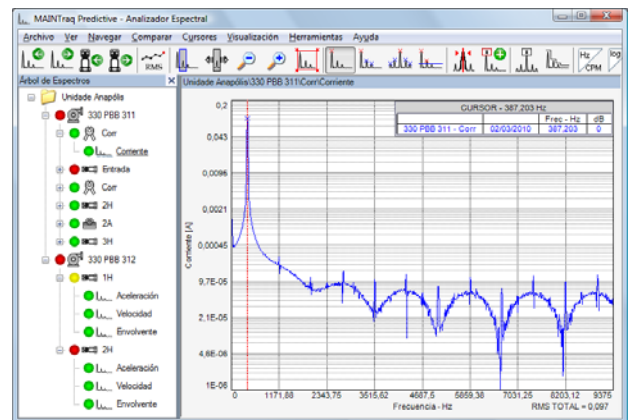 MAINTraq Predictive - Analizador Espectral
Archivo Ver Navegar Comparar Cursores Visualización Herramientas Ayuda
RMS
Hz
CPM
log
Árbol de Espectros
Unidade Anápolis\330 PBB 311\Corr\Corriente
Unidade Anapólis
330 PBB 311
Corr
Corriente
Entrada
Corr
2H
2A
3H
330 PBB 312
1H
Aceleración
Velocidad
Envolvente
2H
Aceleración
Velocidad
Envolvente
CURSOR - 387,203 Hz
Frec - Hz dB
330 PBB 311 - Corr 02/03/2010 387,203 0
Corriente [A]
0,2
0,043
0,0096
0,0021
0,00045
9,7E-05
2,1E-05
4,6E-06
1E-06
0 1171,88 2343,75 3515,62 4687,5 5859,38 7031,25 8203,12 9375
Frecuencia - Hz
RMS TOTAL = 0,097